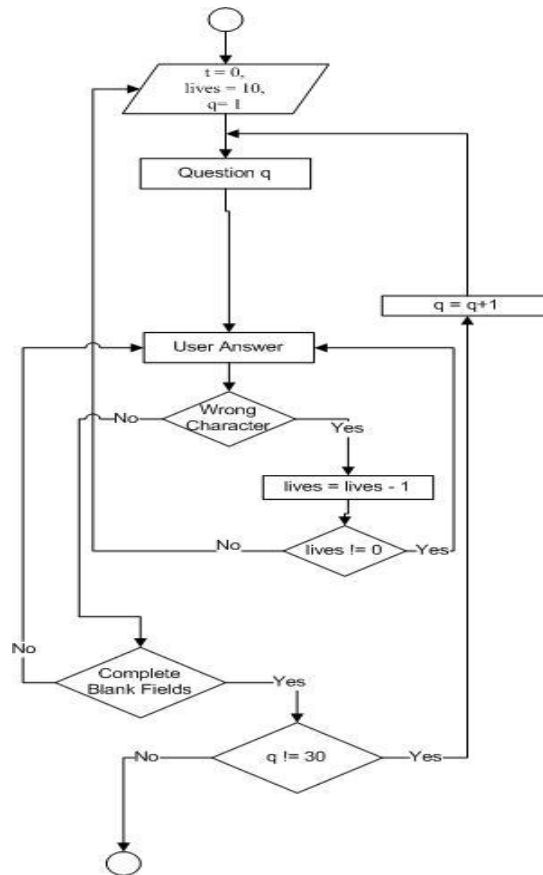 t = 0,
lives = 10,
q= 1
Question q
q = q+1
User Answer
No
Wrong
Character
Yes
lives = lives - 1
No
lives != 0
Yes
No
Complete
Blank Fields
Yes
No
q != 30
Yes